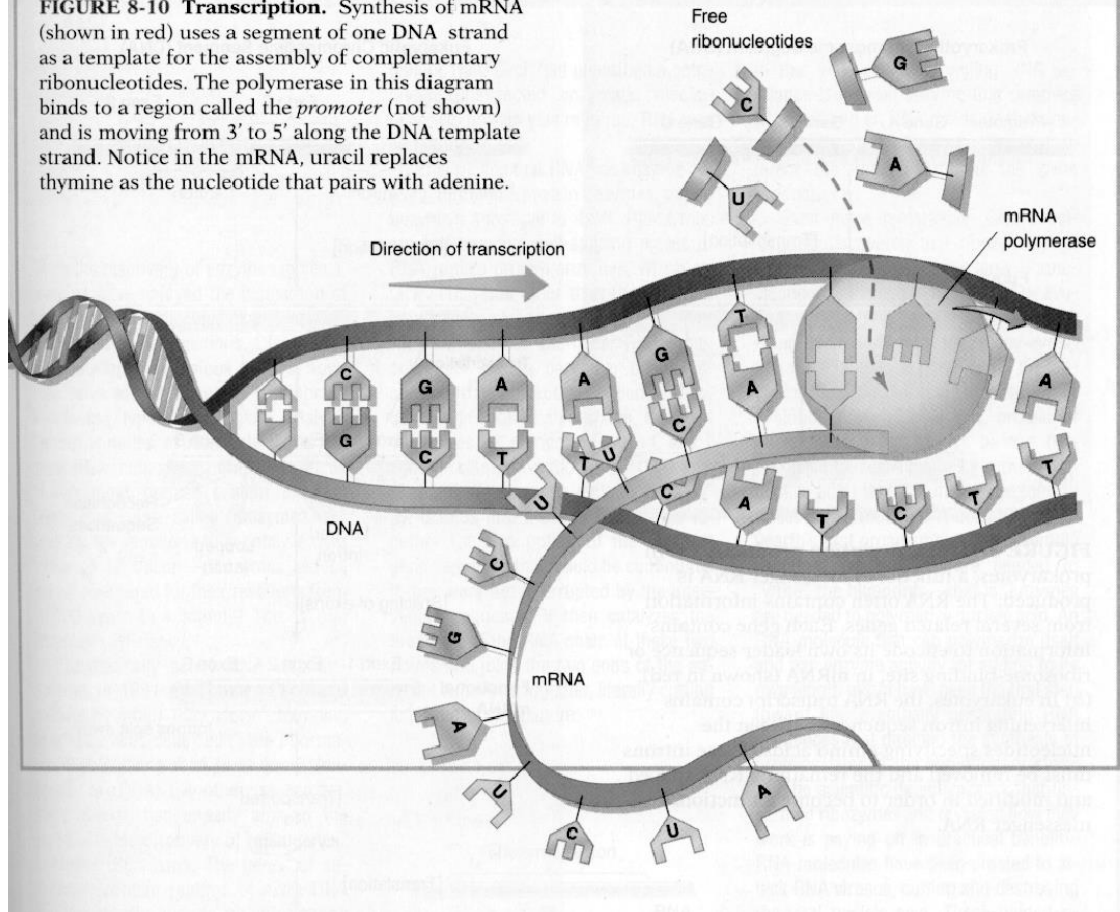 FIGURE 8-10 Transcription. Synthesis of mRNA
(shown in red) uses a segment of one DNA strand
as a template for the assembly of complementary
ribonucleotides. The polymerase in this diagram
binds to a region called the promoter (not shown)
and is moving from 3' to 5' along the DNA template
strand. Notice in the mRNA, uracil replaces
thymine as the nucleotide that pairs with adenine.
Free
ribonucleotides
G
C
A
U
mRNA
polymerase
Direction of transcription
T
C G A A G A A
G C T T U C
U C A T C T T
DNA
C
G
mRNA
A
U
C U A